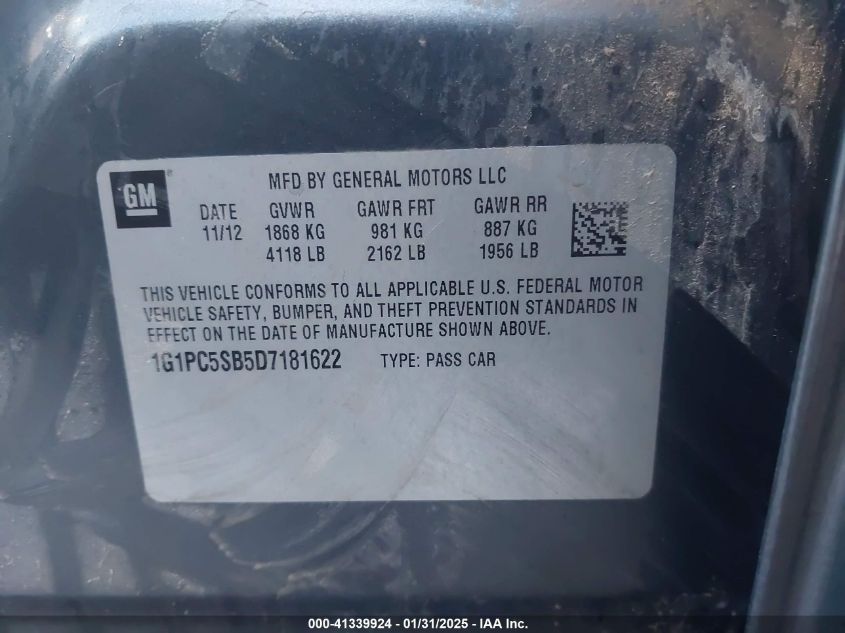 GM
MFD BY GENERAL MOTORS LLC
DATE GVWR GAWR FRT GAWR RR
11/12 1868 KG 981 KG 887 KG
4118 LB 2162 LB 1956 LB
THIS VEHICLE CONFORMS TO ALL APPLICABLE U.S. FEDERAL MOTOR
VEHICLE SAFETY, BUMPER, AND THEFT PREVENTION STANDARDS IN
EFFECT ON THE DATE OF MANUFACTURE SHOWN ABOVE.
1G1PC5SB5D7181622 TYPE: PASS CAR
000-41339924 - 01/31/2025 - IAA Inc.